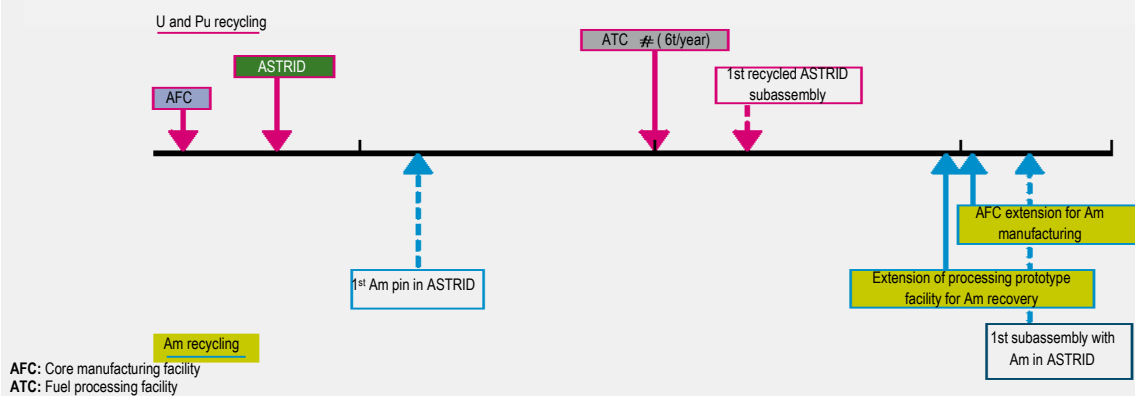 U and Pu recycling
ATC # ( 6t/year)
ASTRID
1st recycled ASTRID
subassembly
AFC
AFC extension for Am
manufacturing
1st Am pin in ASTRID
Extension of processing prototype
facility for Am recovery
1st subassembly with
Am in ASTRID
Am recycling
AFC: Core manufacturing facility
ATC: Fuel processing facility